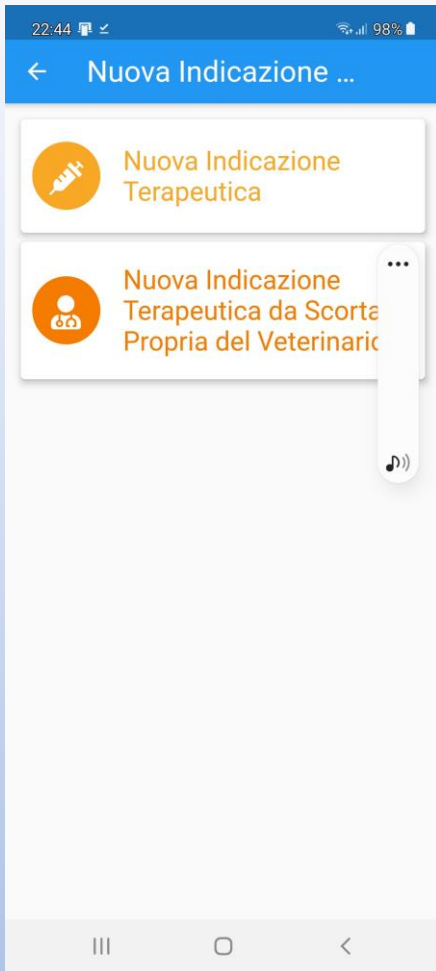 22:44 98%
Nuova Indicazione ...
Nuova Indicazione
Terapeutica
Nuova Indicazione
Terapeutica da Scorta
Propria del Veterinario